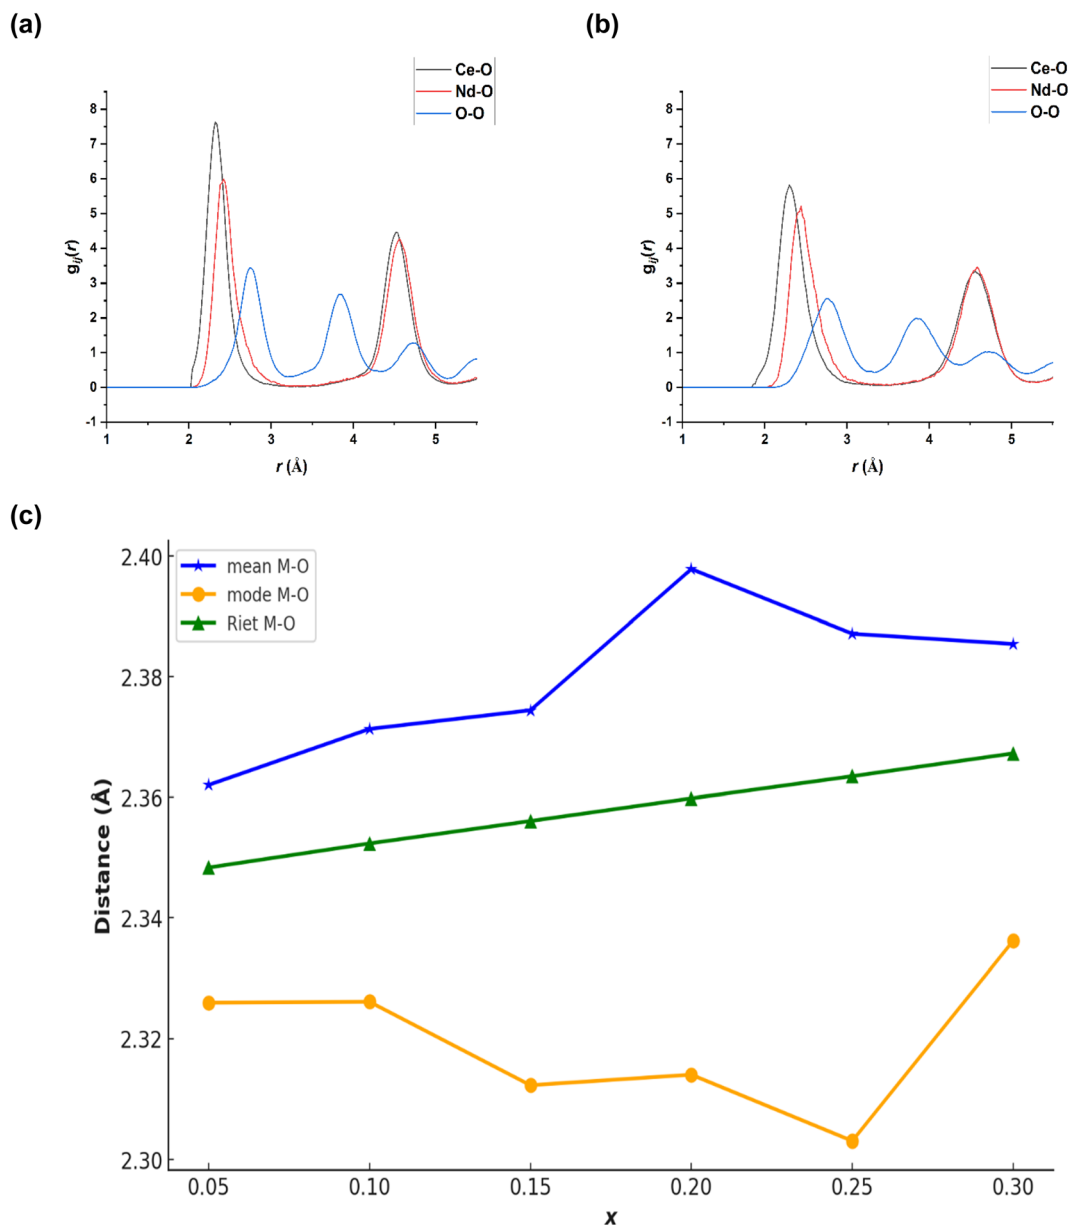 (a)
Ce-O
Nd-O
O-O
8
7
6
5
4
3
2
1
0
-1
gij(r)
1 2 3 4 5
r (Å)
(b)
Ce-O
Nd-O
O-O
8
7
6
5
4
3
2
1
0
-1
gij(r)
1 2 3 4 5
r (Å)
(c)
mean M-O
mode M-O
Riet M-O
2.40
2.38
2.36
2.34
2.32
2.30
Distance (Å)
0.05 0.10 0.15 0.20 0.25 0.30
x